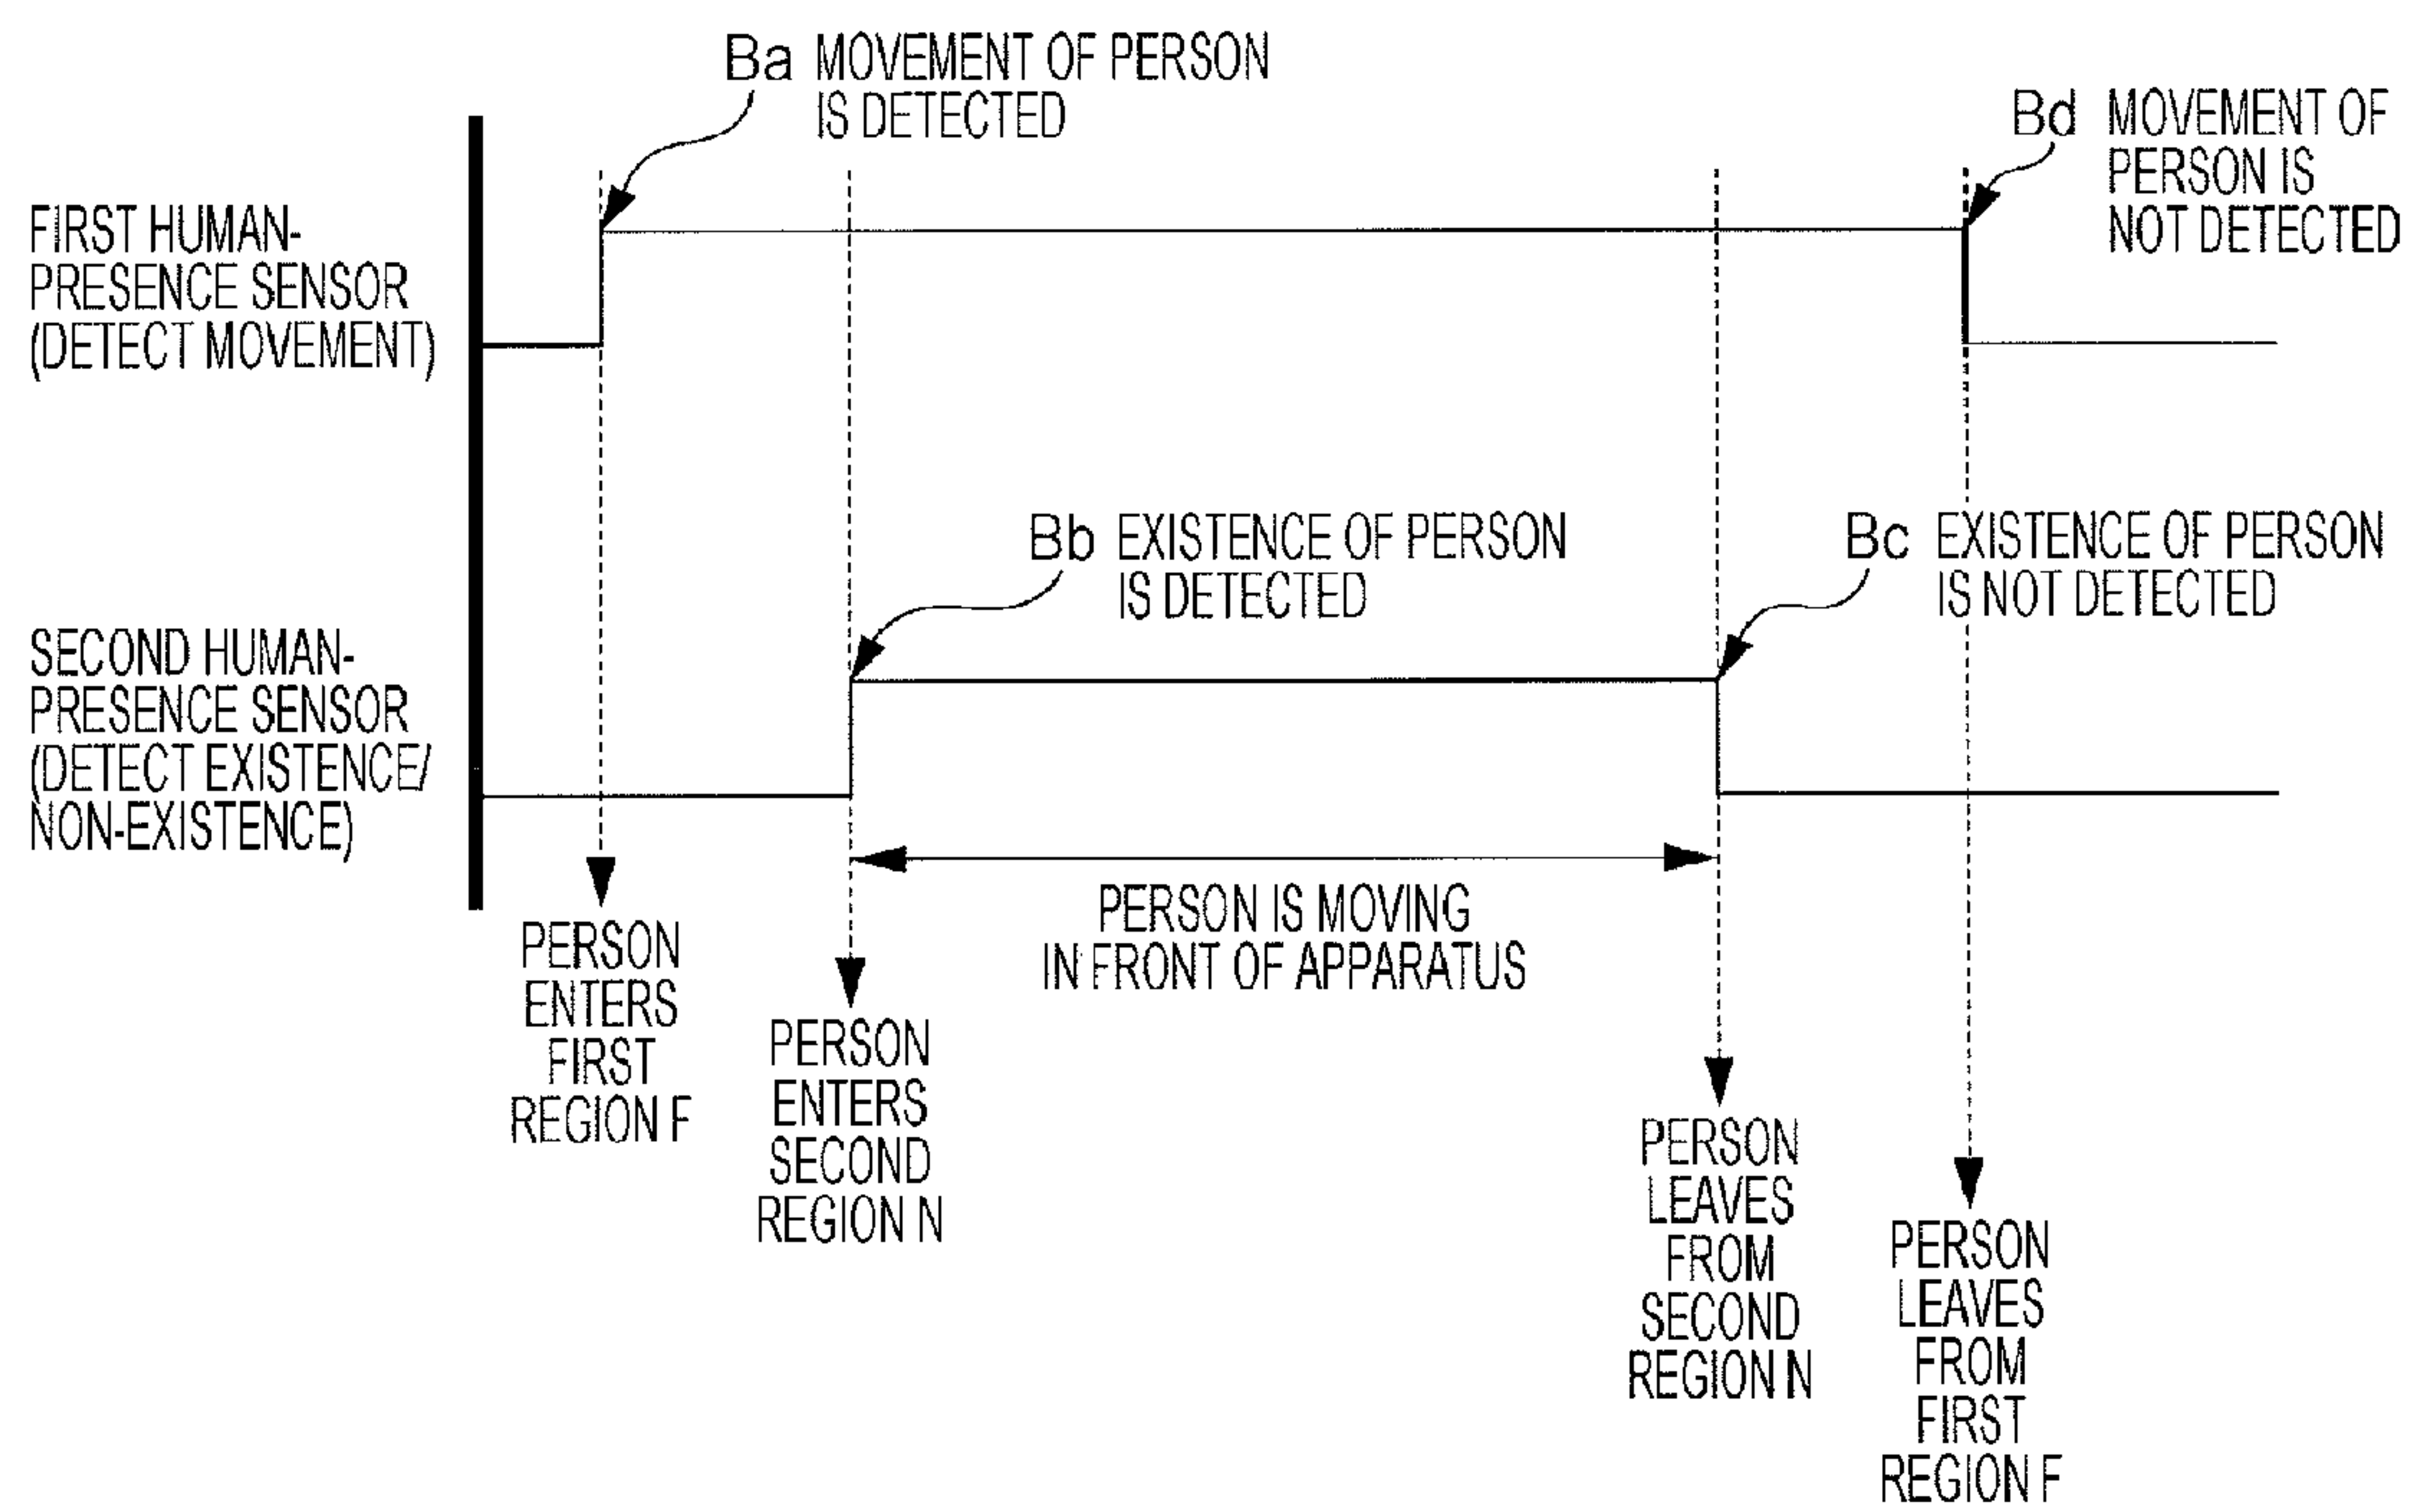 Ba MOVEMENT OF PERSON
IS DETECTED
Bd MOVEMENT OF
PERSON IS
NOT DETECTED
FIRST HUMAN-
PRESENCE SENSOR
(DETECT MOVEMENT)
Bb EXISTENCE OF PERSON
IS DETECTED
Bc EXISTENCE OF PERSON
IS NOT DETECTED
SECOND HUMAN-
PRESENCE SENSOR
(DETECT EXISTENCE/
NON-EXISTENCE)
PERSON IS MOVING
IN FRONT OF APPARATUS
PERSON
ENTERS
FIRST
REGION F
PERSON
ENTERS
SECOND
REGION N
PERSON
LEAVES
FROM
SECOND
REGION N
PERSON
LEAVES
FROM
FIRST
REGION F